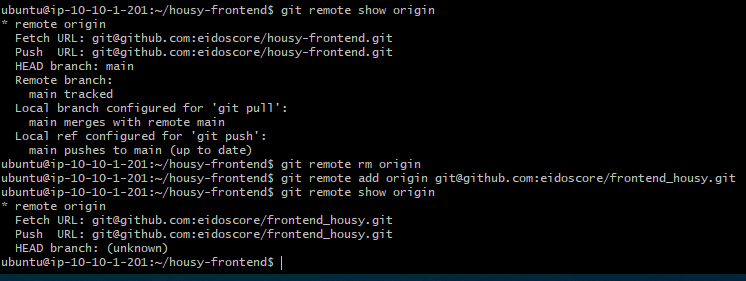 ubuntu@ip-10-10-1-201:~/housy-frontend$ git remote show origin
* remote origin
  Fetch URL: git@github.com:eidoscore/housy-frontend.git
  Push  URL: git@github.com:eidoscore/housy-frontend.git
  HEAD branch: main
  Remote branch:
    main tracked
  Local branch configured for 'git pull':
    main merges with remote main
  Local ref configured for 'git push':
    main pushes to main (up to date)
ubuntu@ip-10-10-1-201:~/housy-frontend$ git remote rm origin
ubuntu@ip-10-10-1-201:~/housy-frontend$ git remote add origin git@github.com:eidoscore/frontend_housy.git
ubuntu@ip-10-10-1-201:~/housy-frontend$ git remote show origin
* remote origin
  Fetch URL: git@github.com:eidoscore/frontend_housy.git
  Push  URL: git@github.com:eidoscore/frontend_housy.git
  HEAD branch: (unknown)
ubuntu@ip-10-10-1-201:~/housy-frontend$